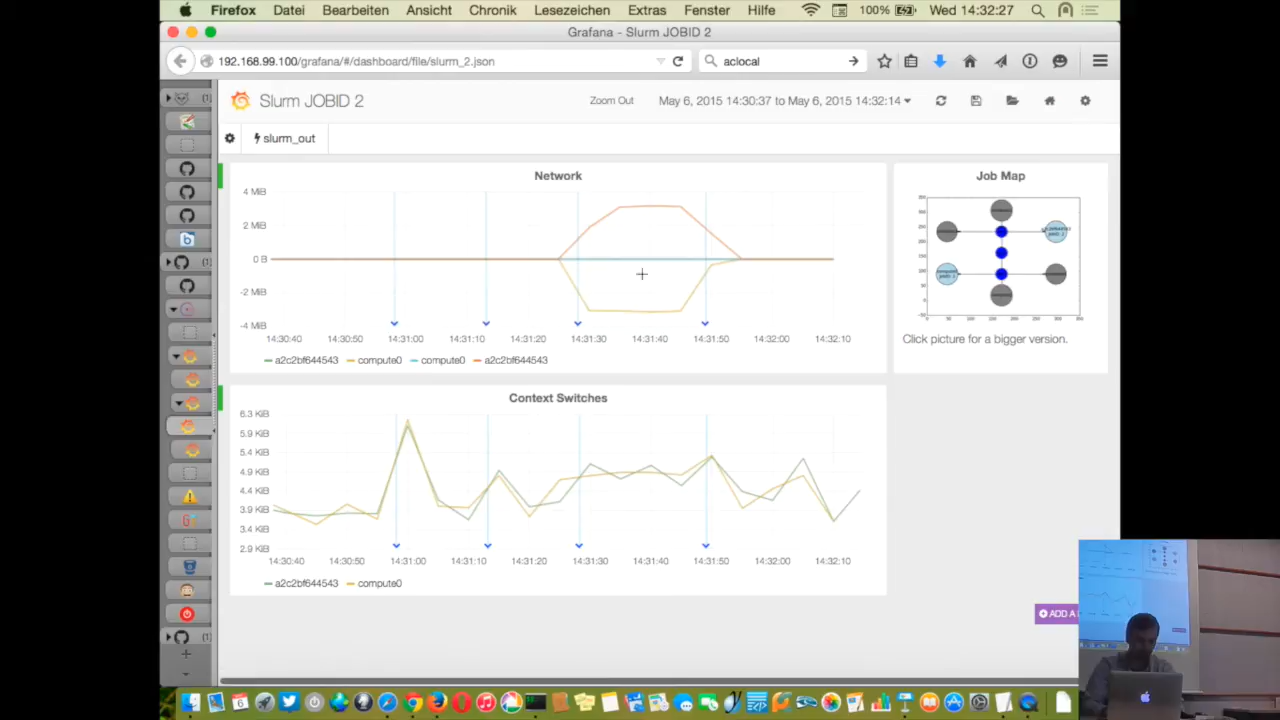 Firefox Datei Bearbeiten Ansicht Chronik Lesezeichen Extras Fenster Hilfe 100% Wed 14:32:27
Grafana - Slurm JOBID 2
192.168.99.100/grafana/#/dashboard/file/slurm_2.json aclocal
Slurm JOBID 2 Zoom Out May 6, 2015 14:30:37 to May 6, 2015 14:32:14
slurm_out
Network
4 MiB
2 MiB
0 B
-2 MiB
-4 MiB
14:30:40 14:30:50 14:31:00 14:31:10 14:31:20 14:31:30 14:31:40 14:31:50 14:32:00 14:32:10
a2c2bf644543 compute0 compute0 a2c2bf644543
Job Map
Click picture for a bigger version.
Context Switches
6.3 KiB
5.9 KiB
5.4 KiB
4.9 KiB
4.4 KiB
3.9 KiB
3.4 KiB
2.9 KiB
14:30:40 14:30:50 14:31:00 14:31:10 14:31:20 14:31:30 14:31:40 14:31:50 14:32:00 14:32:10
a2c2bf644543 compute0
ADD A